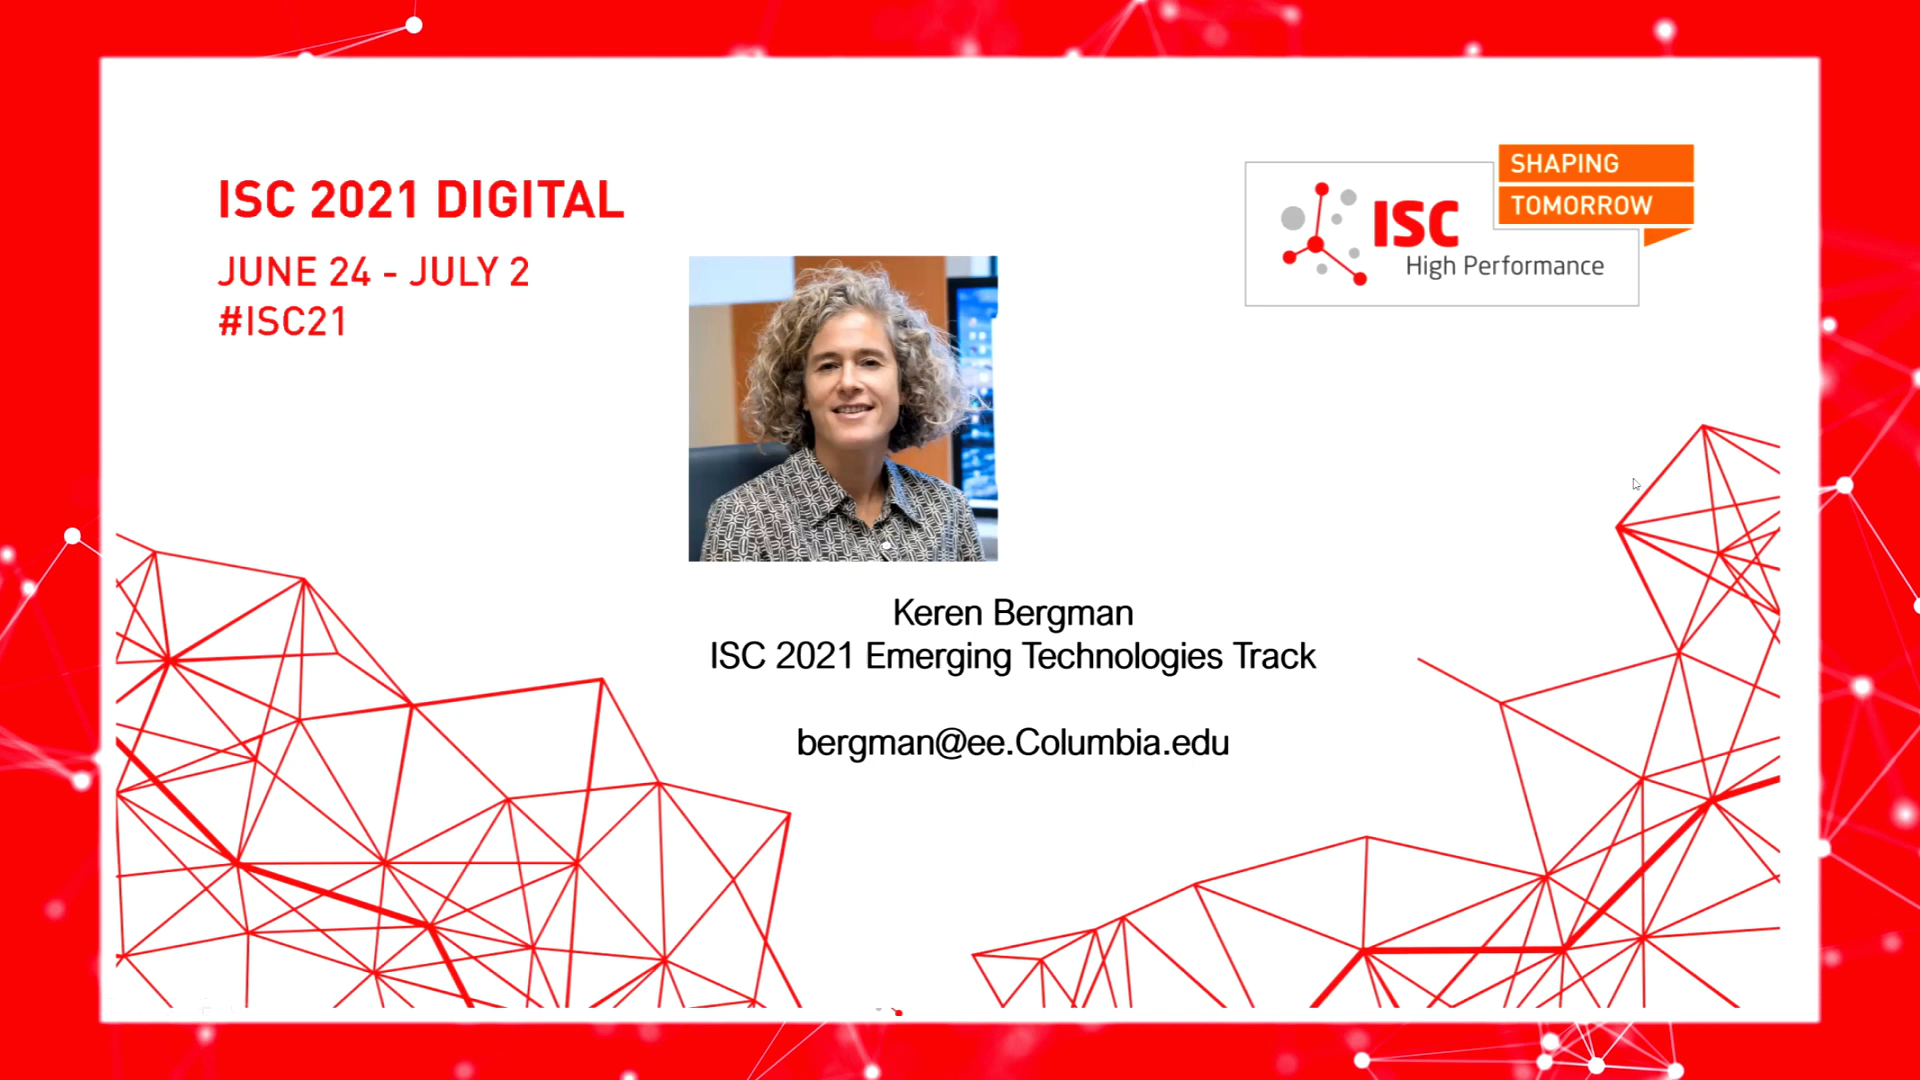 ISC 2021 DIGITAL
JUNE 24 - JULY 2
#ISC21
SHAPING
TOMORROW
ISC
High Performance
Keren Bergman
ISC 2021 Emerging Technologies Track
bergman@ee.Columbia.edu